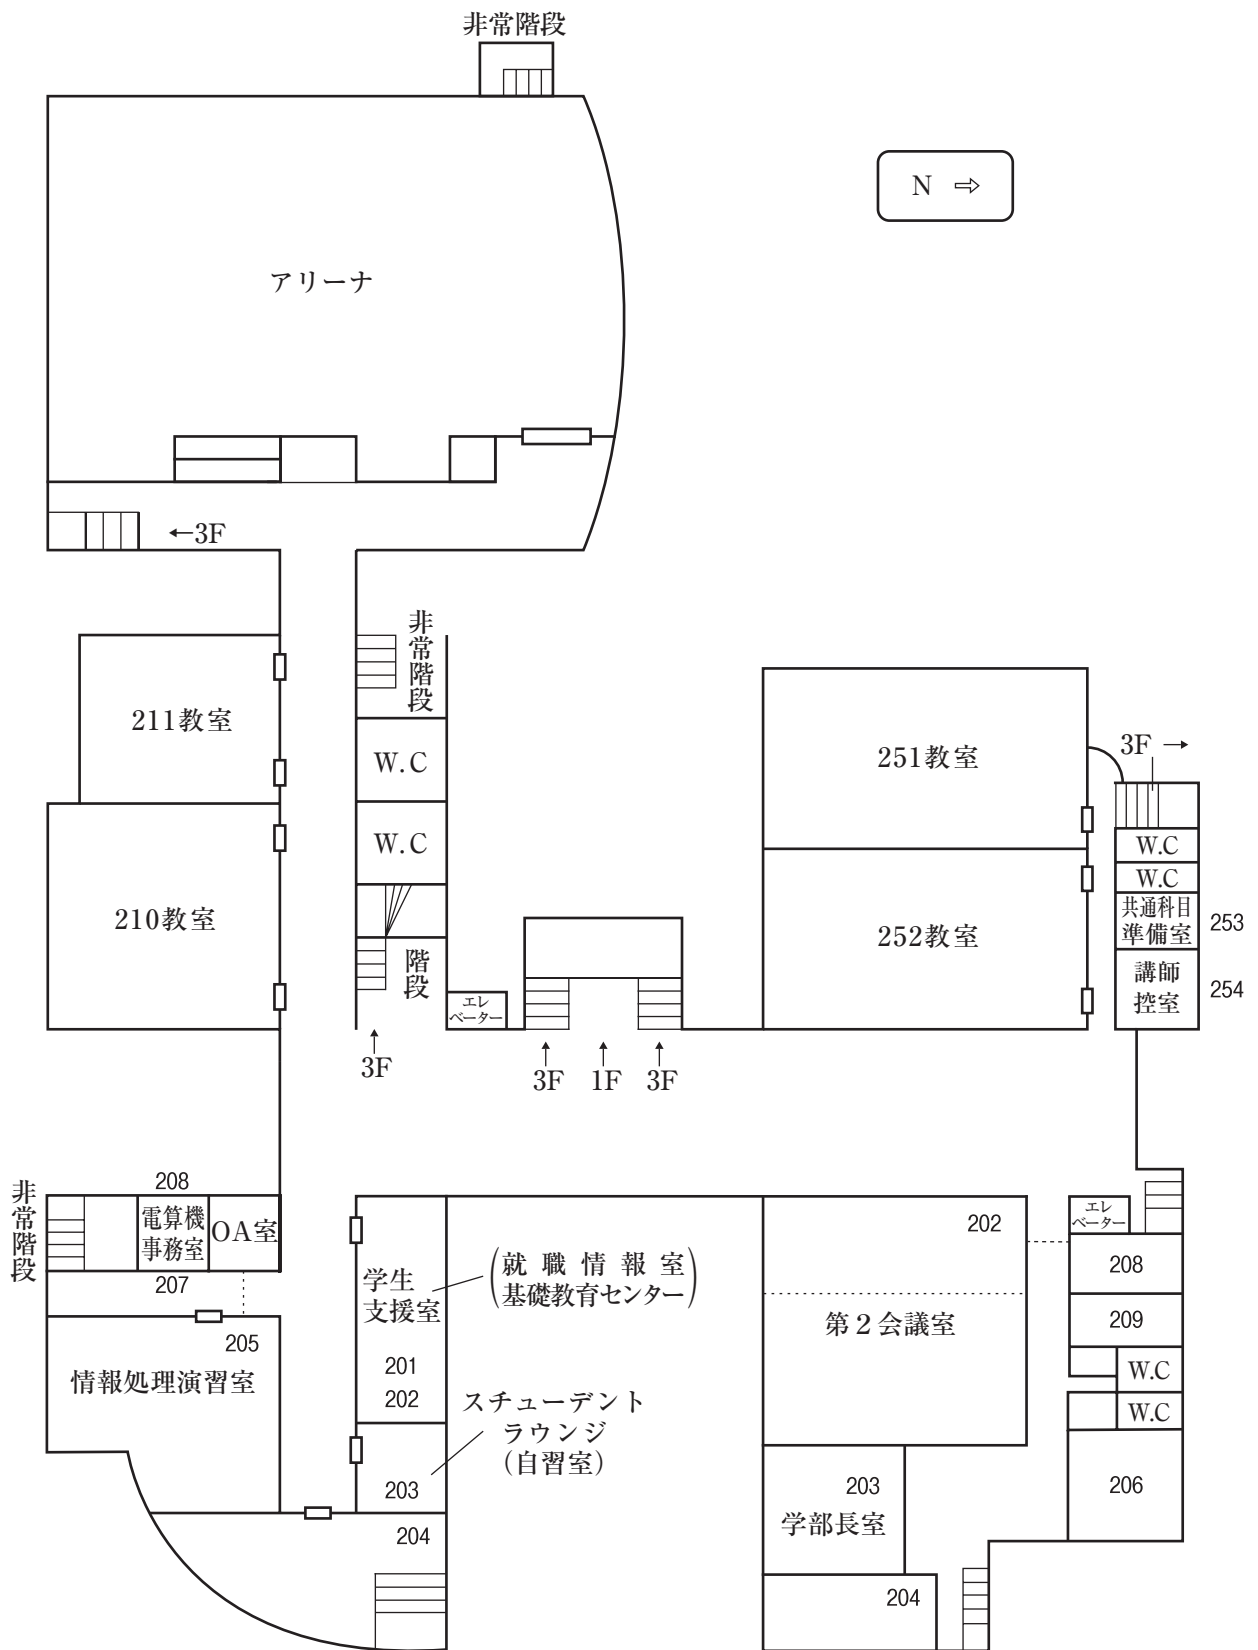 非常階段
N ⇨
アリーナ
←3F
非常階段
211教室
W.C
W.C
210教室
階段
エレ
ベーター
↑
3F
↑
3F
↑
1F
↑
3F
251教室
252教室
3F →
W.C
W.C
共通科目
準備室
253
講師
控室
254
非常階段
208
電算機
事務室
OA室
207
205
情報処理演習室
学生
支援室
201
202
(就職情報室
基礎教育センター)
スチューデント
ラウンジ
(自習室)
203
204
202
第2会議室
エレ
ベーター
208
209
W.C
W.C
206
203
学部長室
204